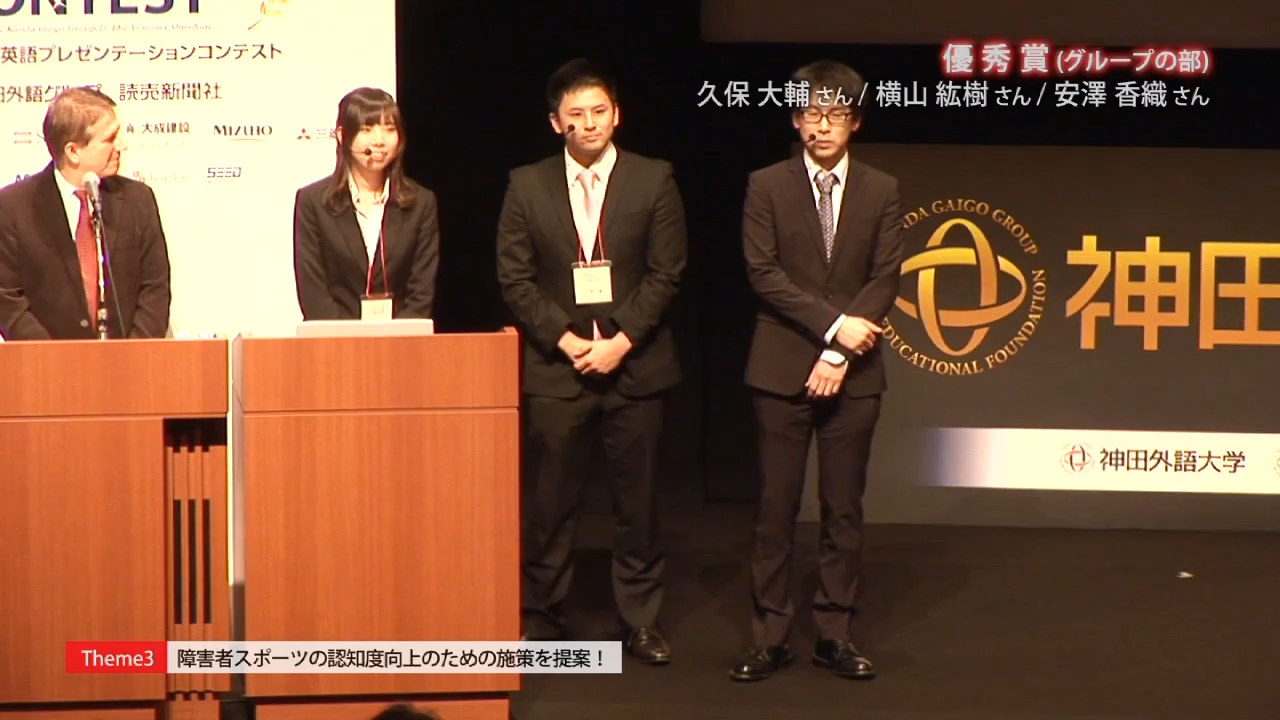 優秀賞(グループの部)
久保 大輔さん / 横山 紘樹さん / 安澤 香織さん
英語プレゼンテーションコンテスト
読売新聞社
大成建設
MIZUHO
SEED
KANDA GAIGO GROUP
EDUCATIONAL FOUNDATION
神田
神田外語大学
Theme3 障害者スポーツの認知度向上のための施策を提案！